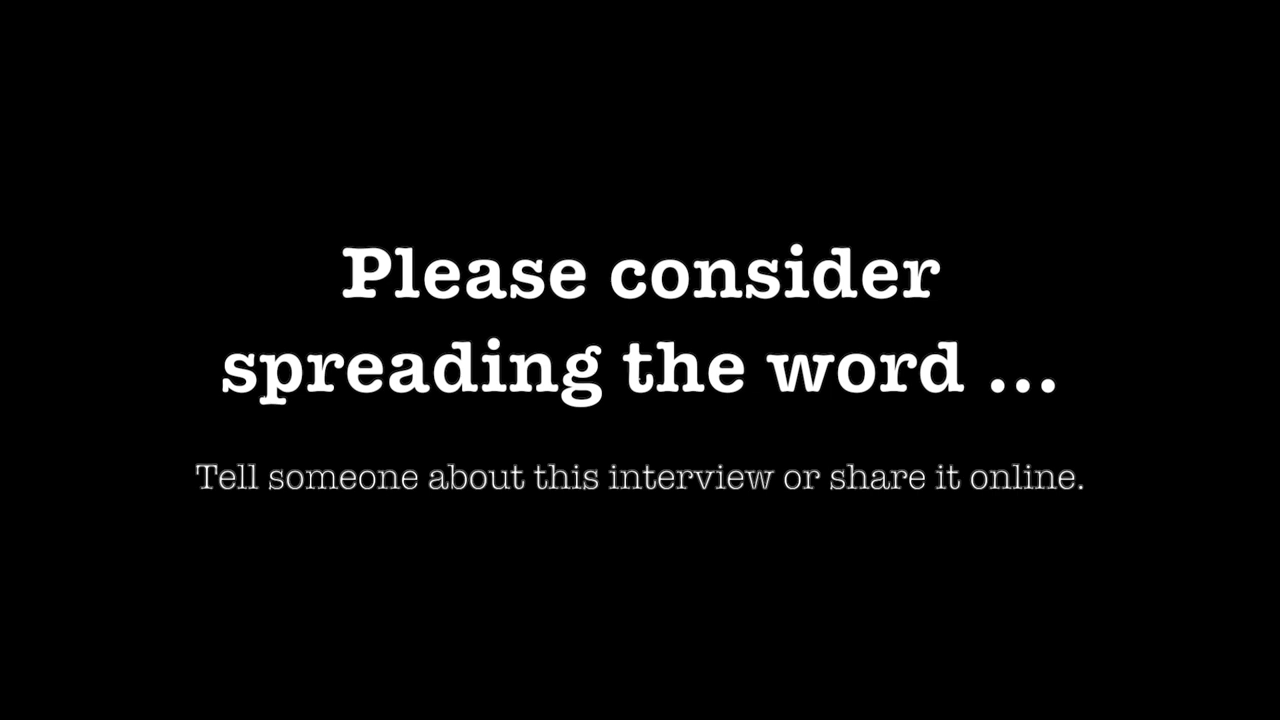 Please consider
spreading the word ...
Tell someone about this interview or share it online.